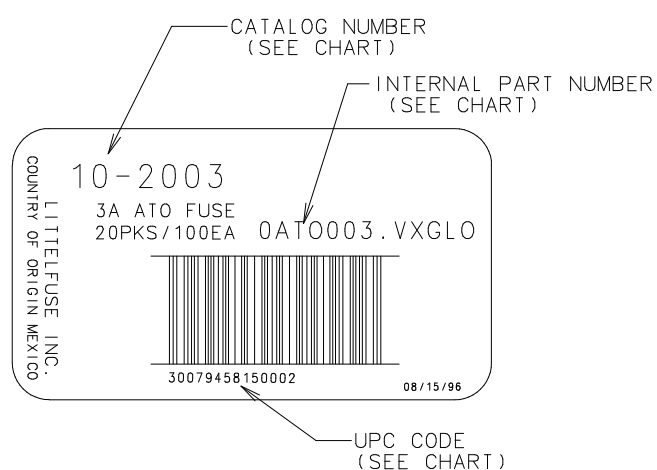 CATALOG NUMBER
(SEE CHART)
INTERNAL PART NUMBER
(SEE CHART)
10-2003
3A ATO FUSE
20PKS/100EA
0ATO003.VXGLO
LITTELFUSE INC.
COUNTRY OF ORIGIN MEXICO
30079458150002
08/15/96
UPC CODE
(SEE CHART)